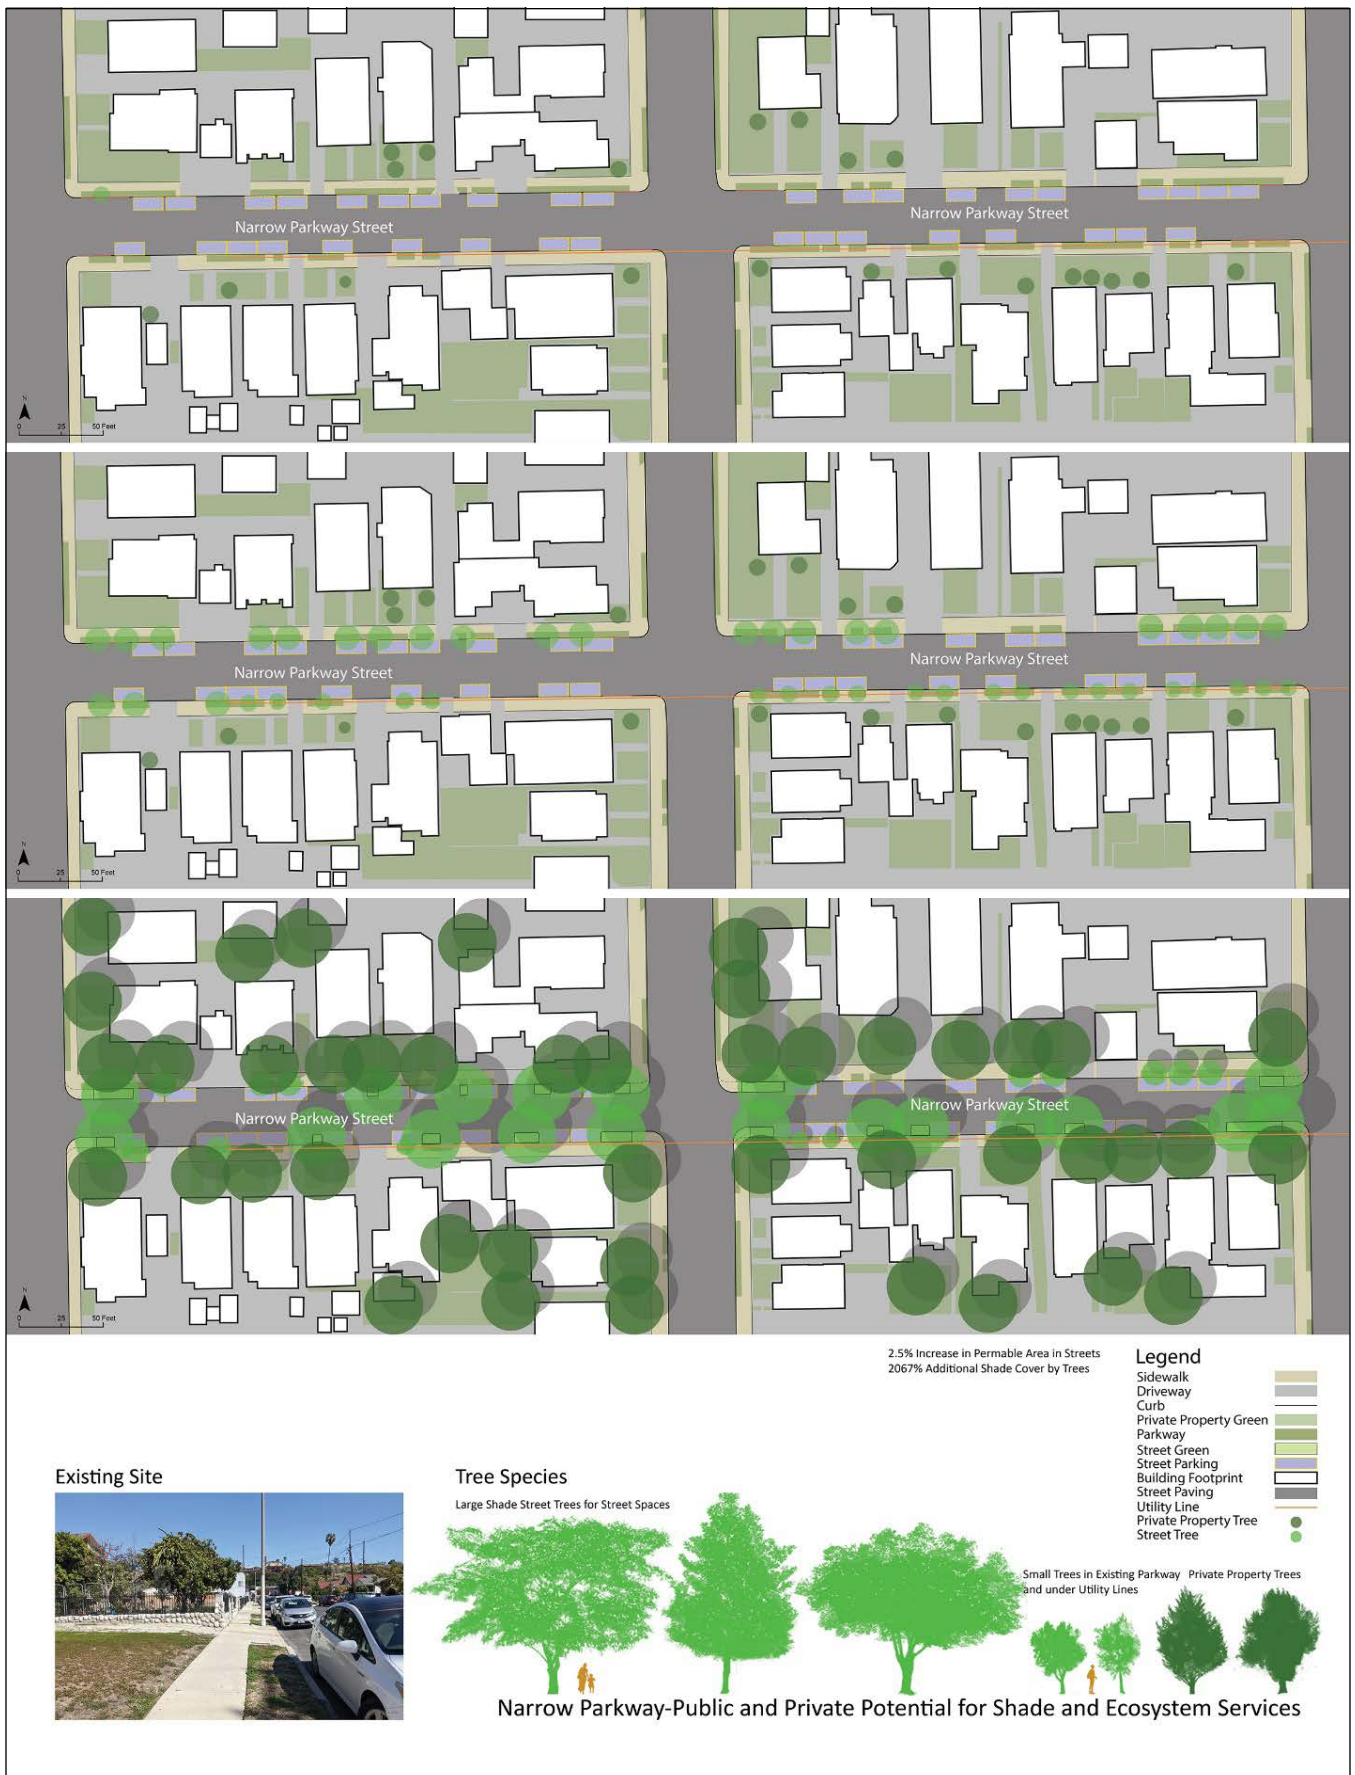 Narrow Parkway Street
Narrow Parkway Street
N
0 25 50 Feet
Narrow Parkway Street
Narrow Parkway Street
N
0 25 50 Feet
Narrow Parkway Street
Narrow Parkway Street
N
0 25 50 Feet
2.5% Increase in Permable Area in Streets
2067% Additional Shade Cover by Trees
Legend
Sidewalk
Driveway
Curb
Private Property Green
Parkway
Street Green
Street Parking
Building Footprint
Street Paving
Utility Line
Private Property Tree
Street Tree
Existing Site
Tree Species
Large Shade Street Trees for Street Spaces
Small Trees in Existing Parkway
and under Utility Lines
Private Property Trees
Narrow Parkway-Public and Private Potential for Shade and Ecosystem Services